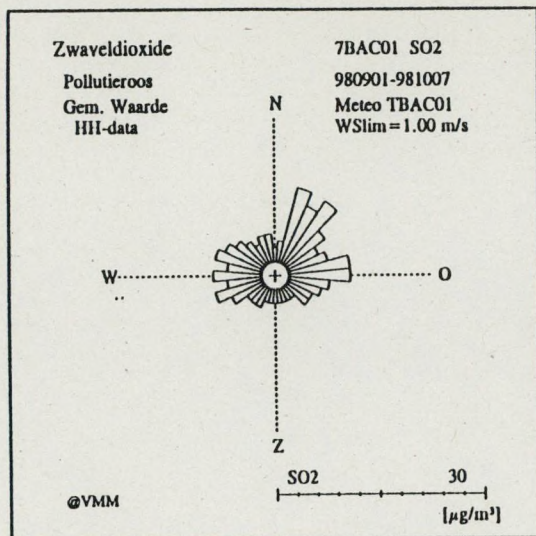 Zwaveldioxide
Pollutieroos
Gem. Waarde
HH-data
7BAC01 SO2
980901-981007
Meteo TBAC01
WSlim=1.00 m/s
N
W
O
Z
SO2 30
[µg/m³]
@VMM